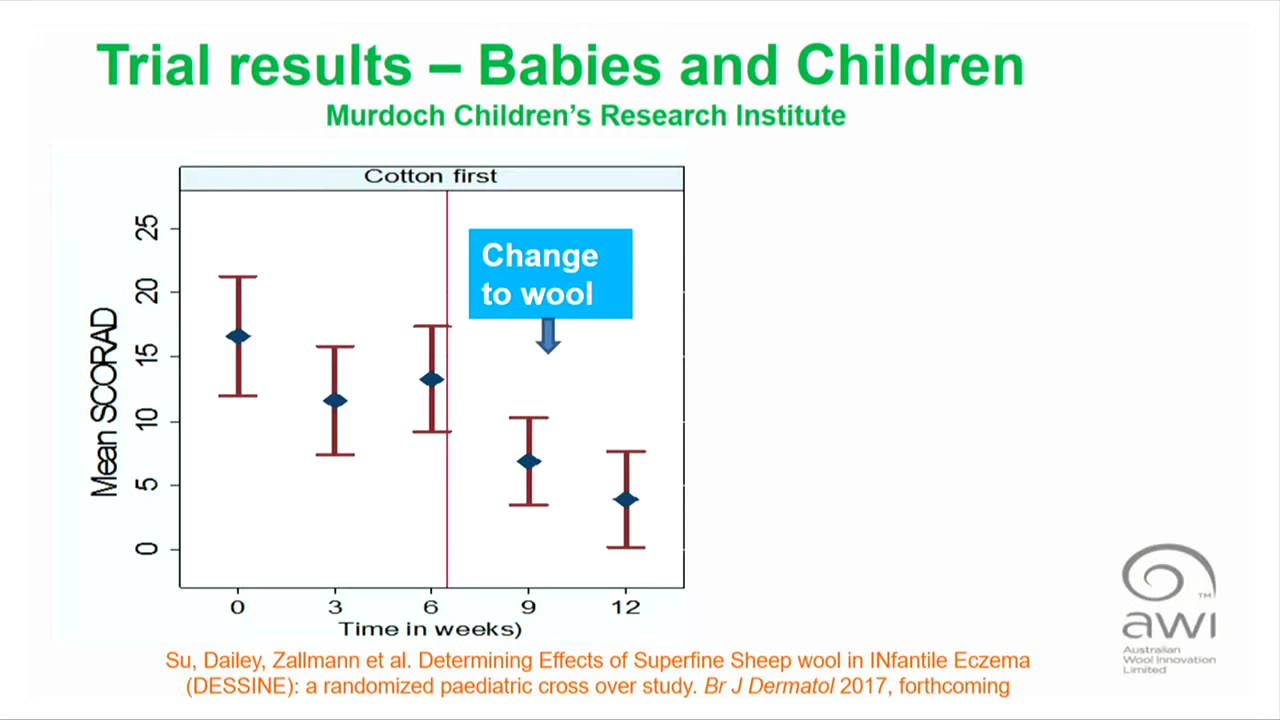 Trial results – Babies and Children
Murdoch Children's Research Institute
Cotton first
Change
to wool
Mean SCORAD
25
20
15
10
5
0
0 3 6 9 12
Time in weeks)
Su, Dailey, Zallmann et al. Determining Effects of Superfine Sheep wool in INfantile Eczema
(DESSINE): a randomized paediatric cross over study. Br J Dermatol 2017, forthcoming
TM
awi
Australian
Wool Innovation
Limited